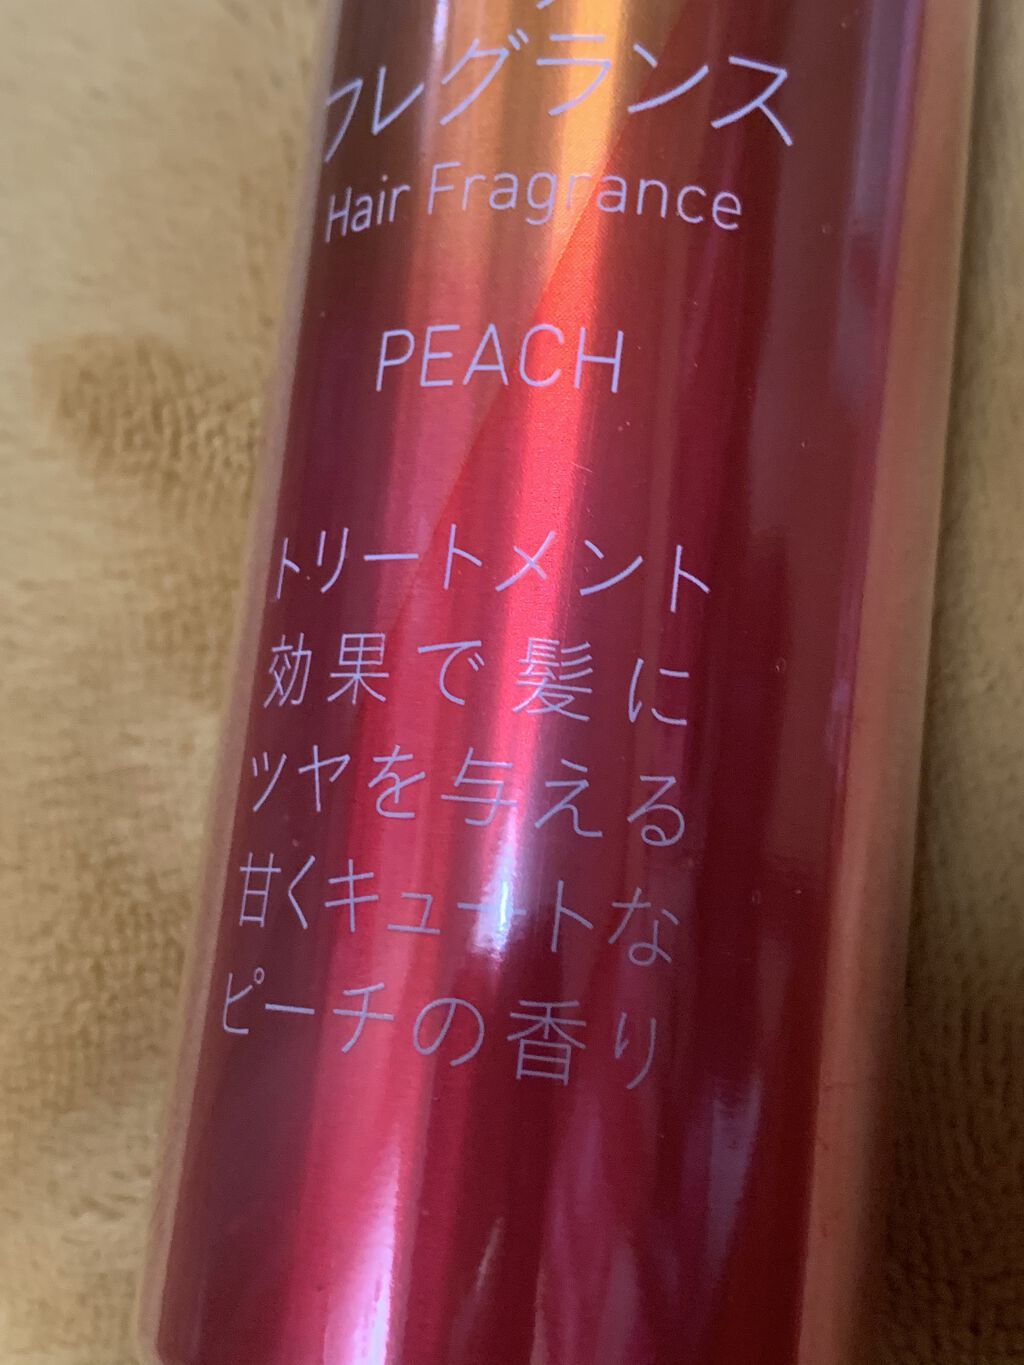 フレグランス
Hair Fragrance
PEACH
トリートメント
効果で髪に
ツヤを与える
甘くキュートな
ピーチの香り